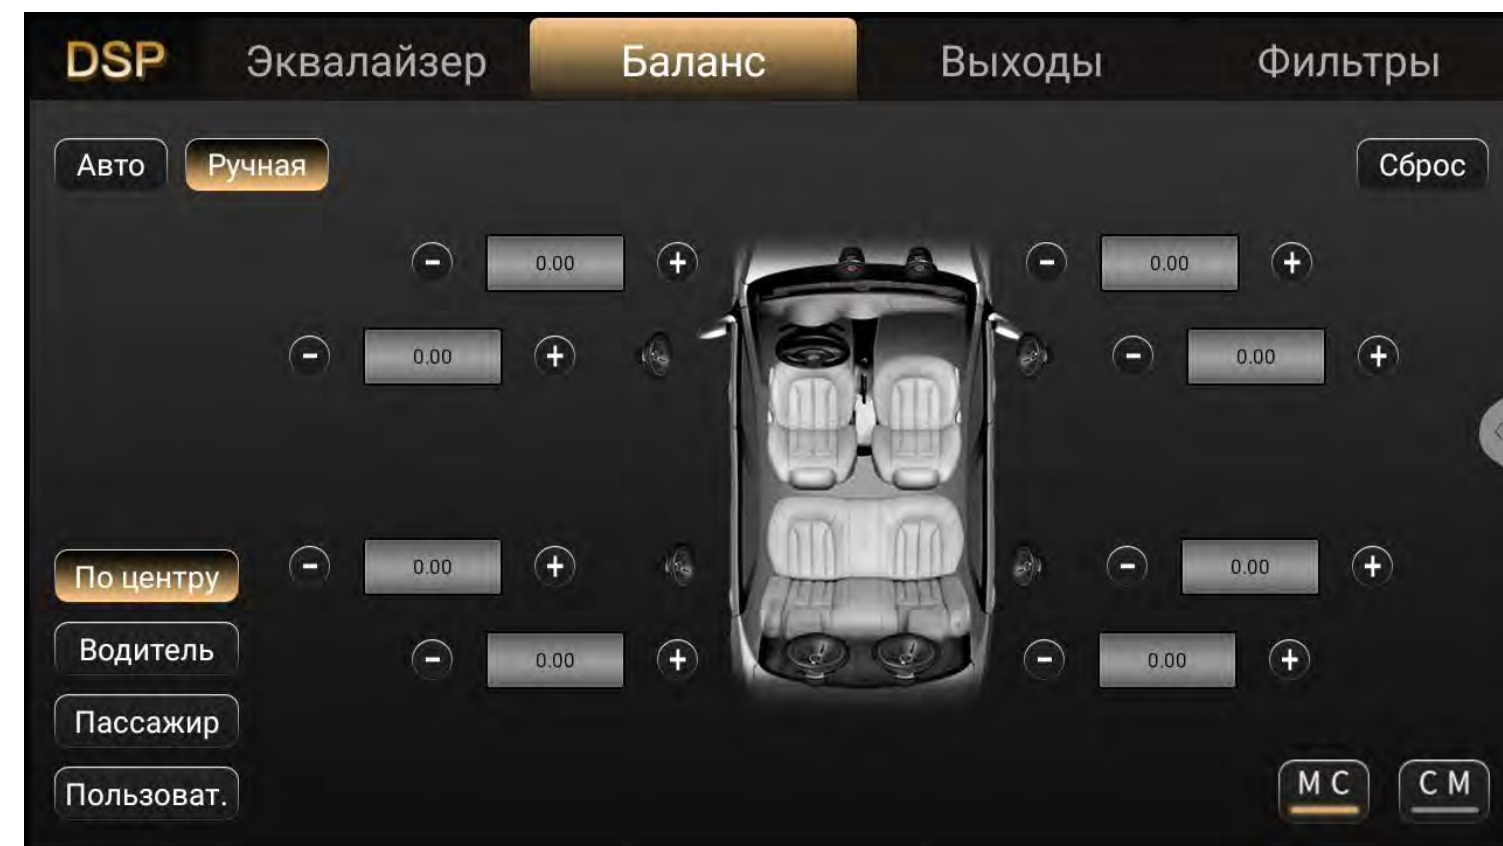 DSP Эквалайзер Баланс Выходы Фильтры
Авто Ручная Сброс
- 0.00 + - 0.00 +
- 0.00 + - 0.00 +
- 0.00 + - 0.00 +
По центру
Водитель
- 0.00 + - 0.00 +
Пассажир
Пользоват.
М С С М